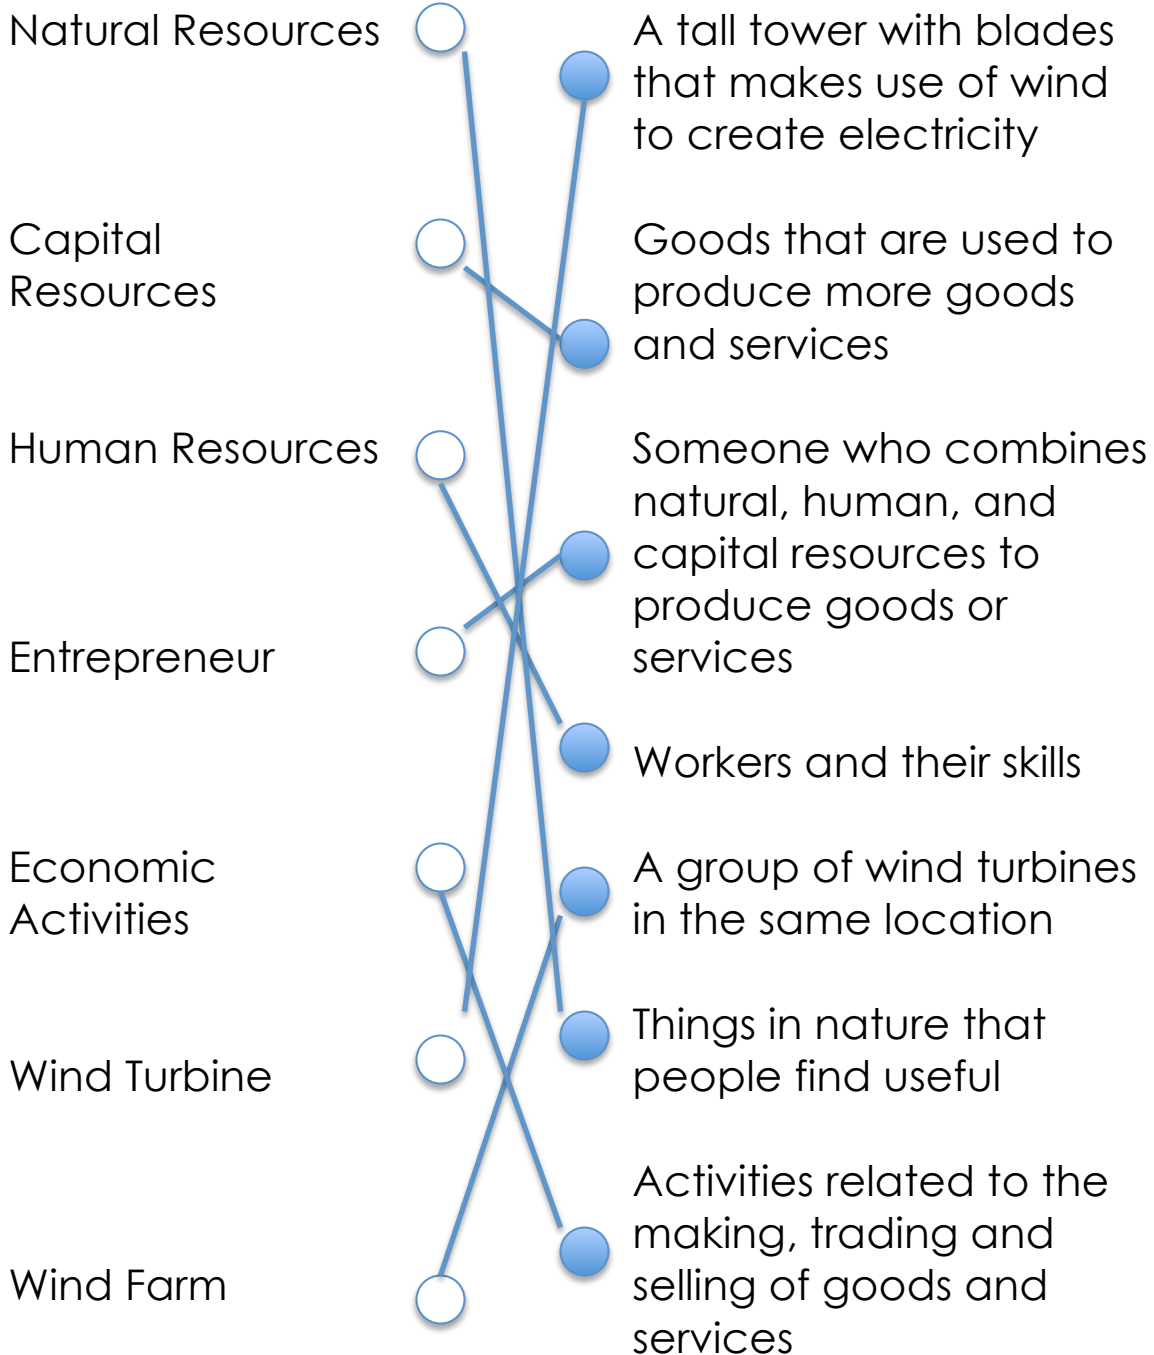 Natural Resources
Capital
Resources
Human Resources
Entrepreneur
Economic
Activities
Wind Turbine
Wind Farm
A tall tower with blades
that makes use of wind
to create electricity
Goods that are used to
produce more goods
and services
Someone who combines
natural, human, and
capital resources to
produce goods or
services
Workers and their skills
A group of wind turbines
in the same location
Things in nature that
people find useful
Activities related to the
making, trading and
selling of goods and
services